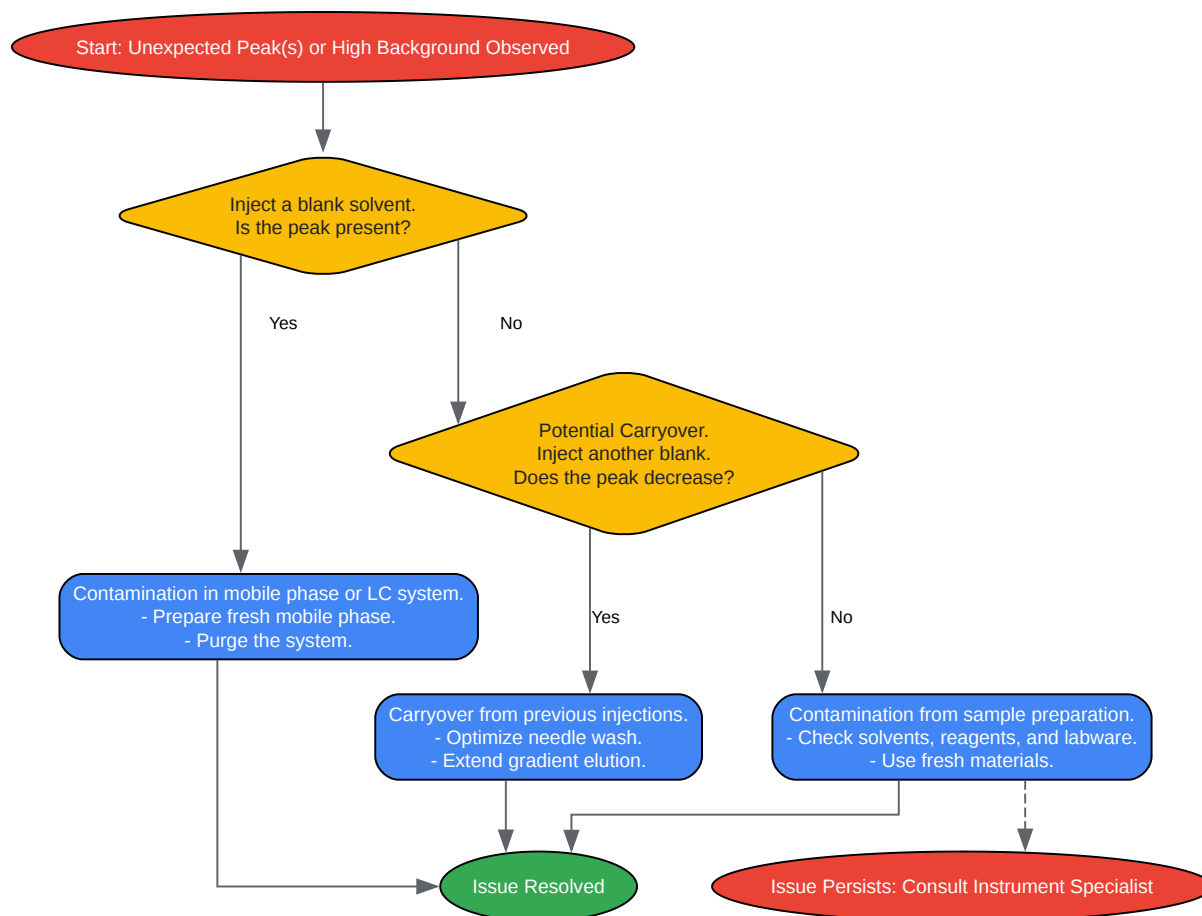 Start: Unexpected Peak(s) or High Background Observed
Inject a blank solvent.
Is the peak present?
Yes
No
Potential Carryover.
Inject another blank.
Does the peak decrease?
Contamination in mobile phase or LC system.
- Prepare fresh mobile phase.
- Purge the system.
Yes
No
Carryover from previous injections.
- Optimize needle wash.
- Extend gradient elution.
Contamination from sample preparation.
- Check solvents, reagents, and labware.
- Use fresh materials.
Issue Resolved
Issue Persists: Consult Instrument Specialist